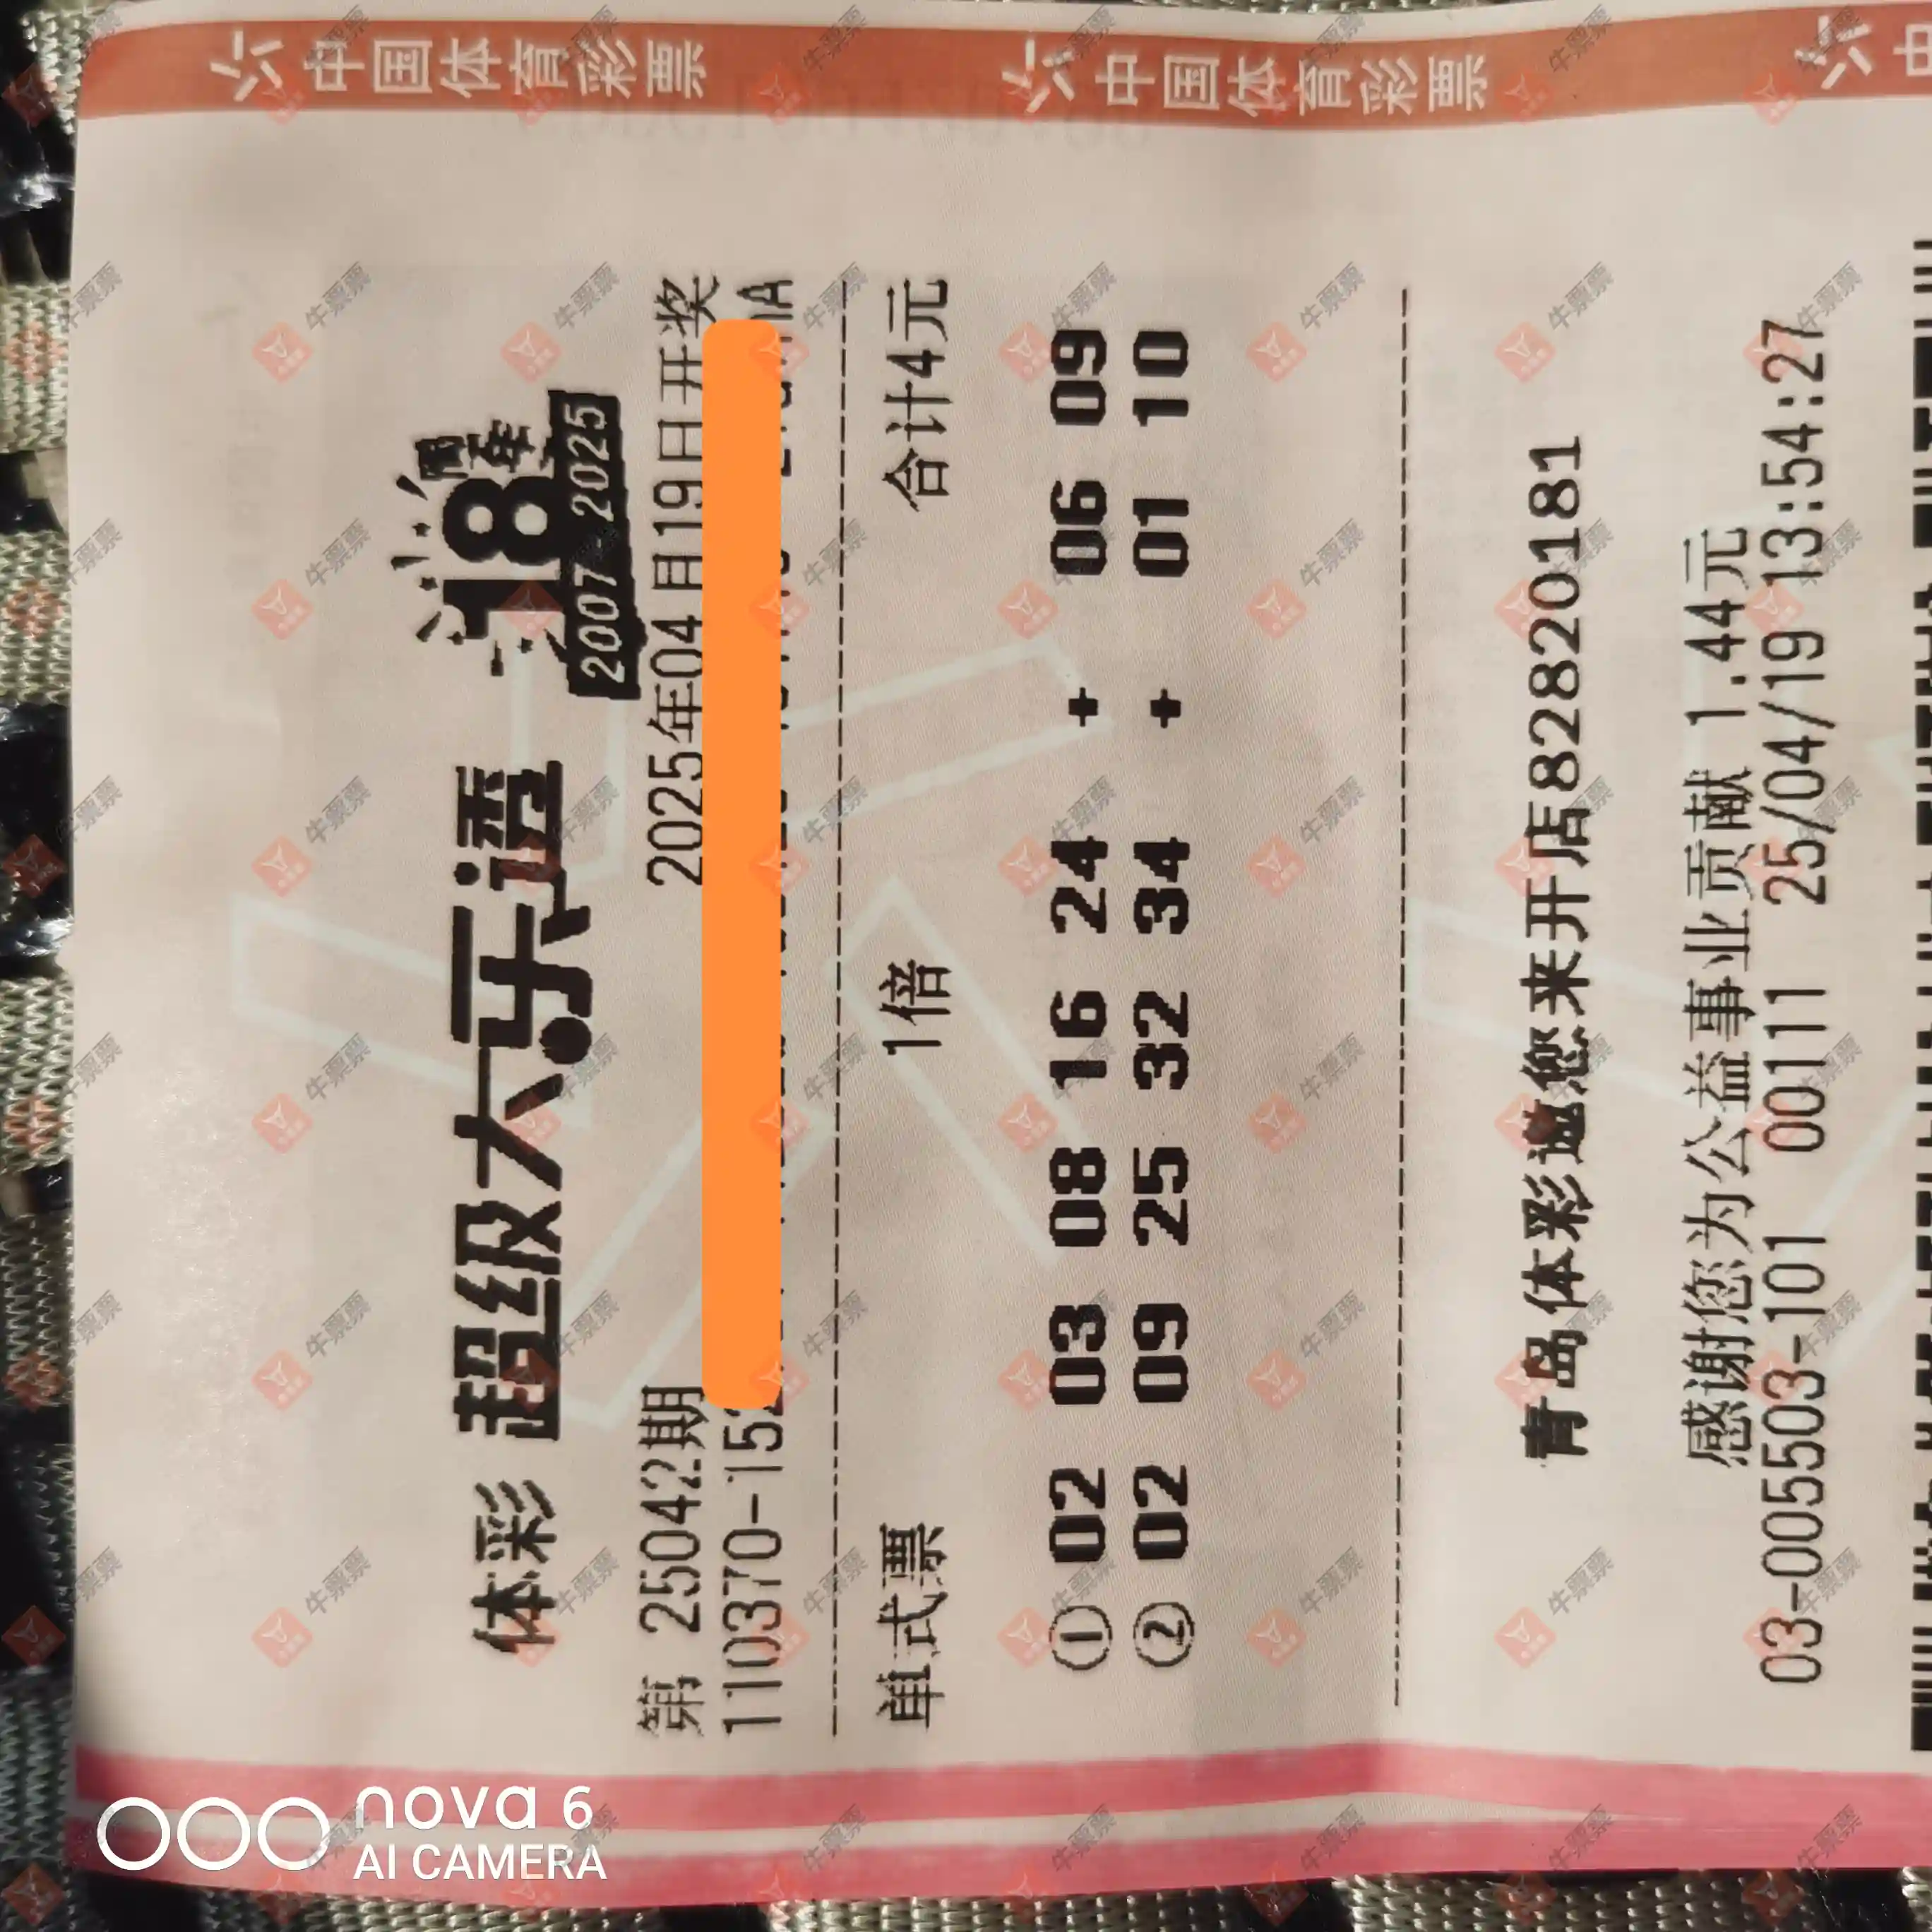 中国体育彩票 中国体育彩票 中
体彩 超级大乐透 18周年
2007-2025
第 25042期 2025年04月19日开奖
110370-152
单式票 1倍 合计4元
① 02 03 08 16 24 + 06 09
② 02 09 25 32 34 + 01 10
青岛体彩邀您来开店82820181
感谢您为公益事业贡献 1.44元
03-005503-101 00111 25/04/19 13:54:27
nova 6
AI CAMERA
牛票票